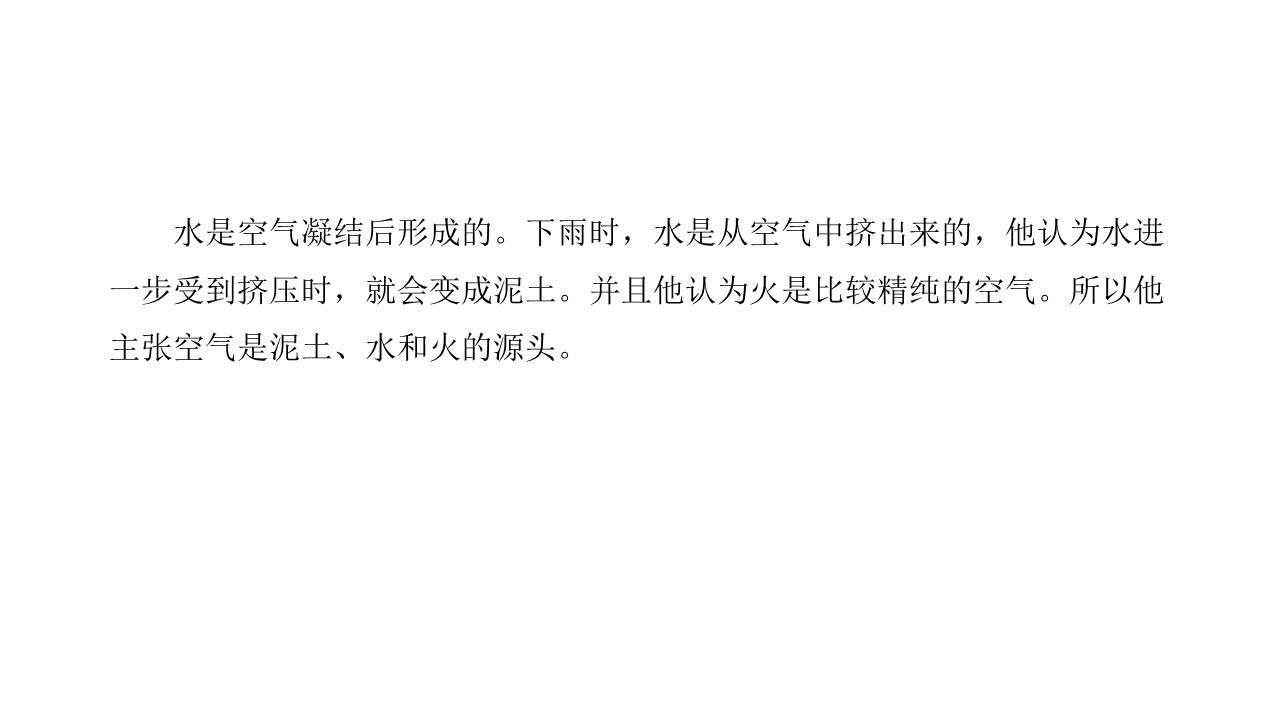 水是空气凝结后形成的。下雨时，水是从空气中挤出来的，他认为水进
一步受到挤压时，就会变成泥土。并且他认为火是比较精纯的空气。所以他
主张空气是泥土、水和火的源头。